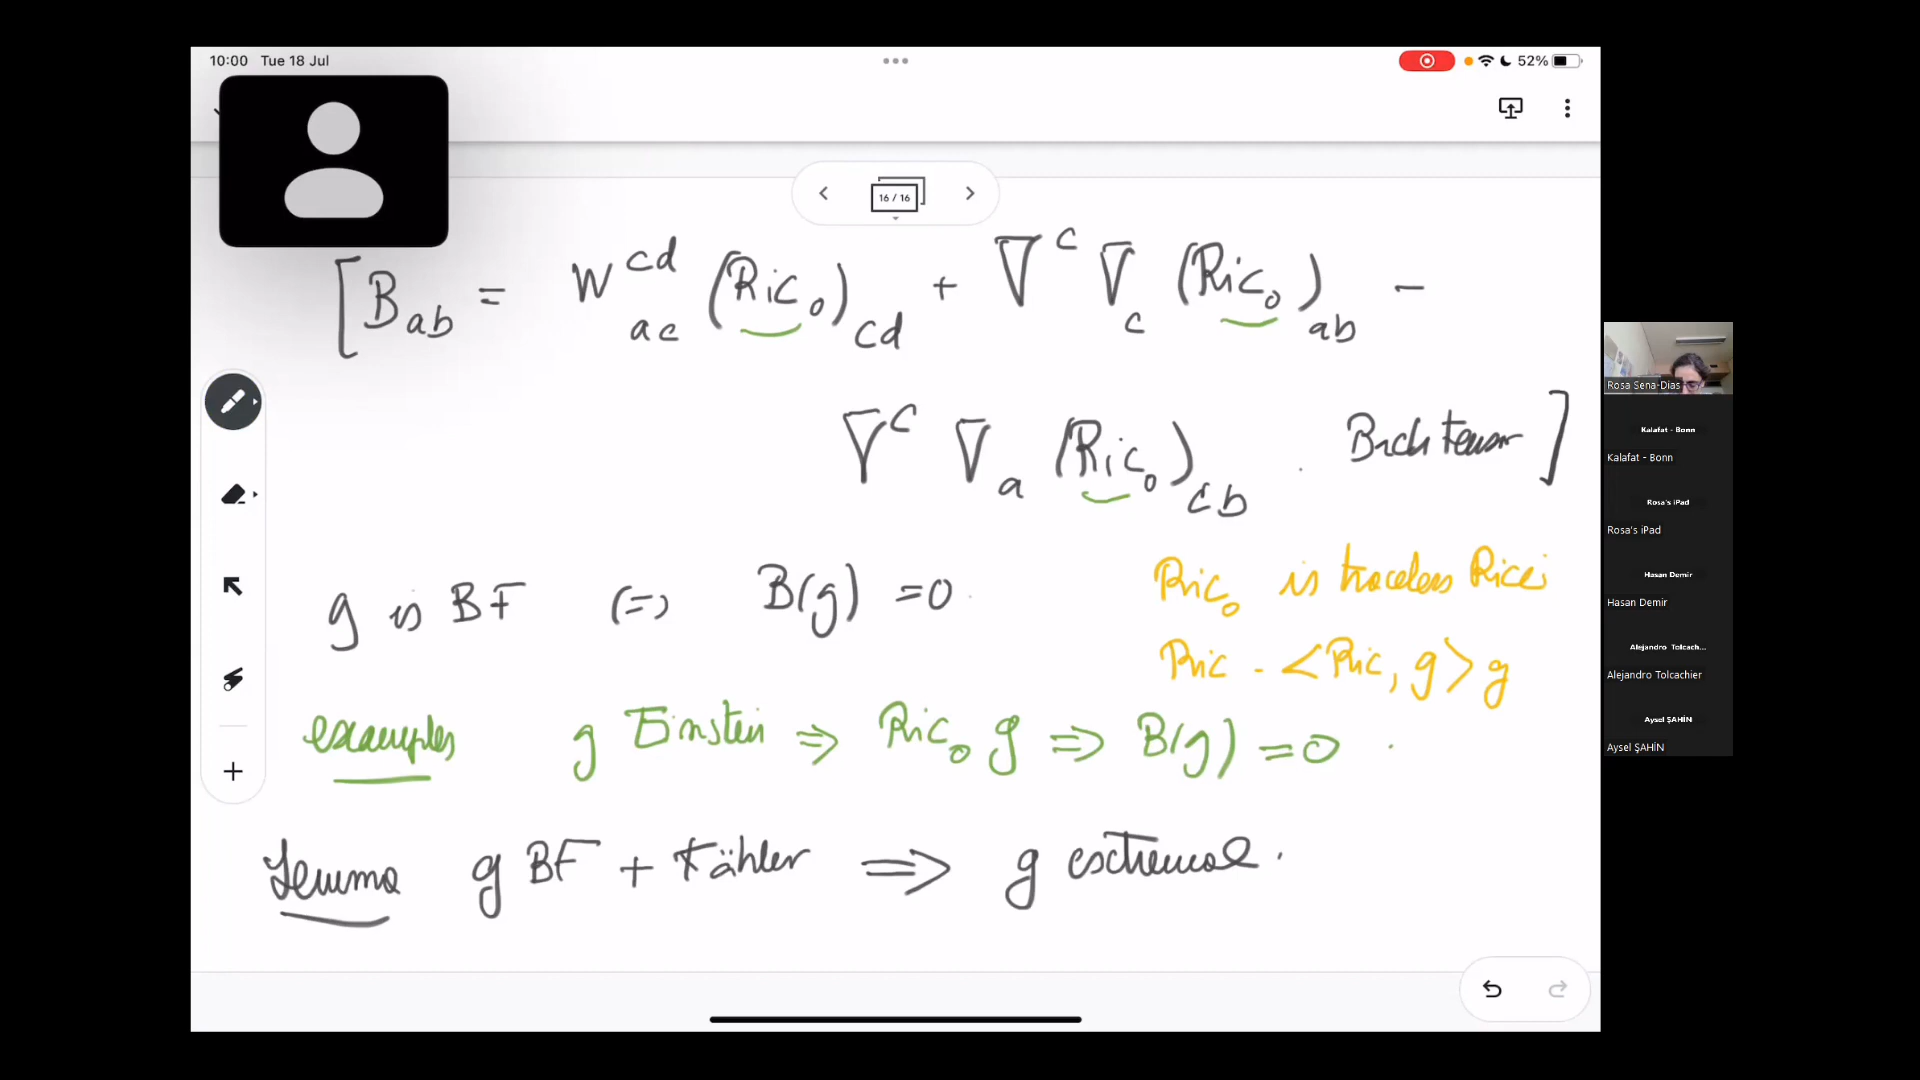 10:00 Tue 18 Jul
52%
16 / 16
[B_ab = W^cd_ac (Ric_0)_cd + ∇^c ∇_c (Ric_0)_ab −
∇^c ∇_a (Ric_0)_cb . Bach tensor ]
g is BF (=) B(g) = 0 .
Ric_0 is traceless Ricci
Ric - <Ric, g> g
examples g Einstein => Ric_0 g => B(g) = 0 .
Lemma g BF + Kähler => g extremal .
Rosa Sena-Dias
Kalafat - Bonn
Kalafat - Bonn
Rosa's iPad
Rosa's iPad
Hasan Demir
Hasan Demir
Alejandro Tolcach...
Alejandro Tolcachier
Aysel ŞAHİN
Aysel ŞAHİN